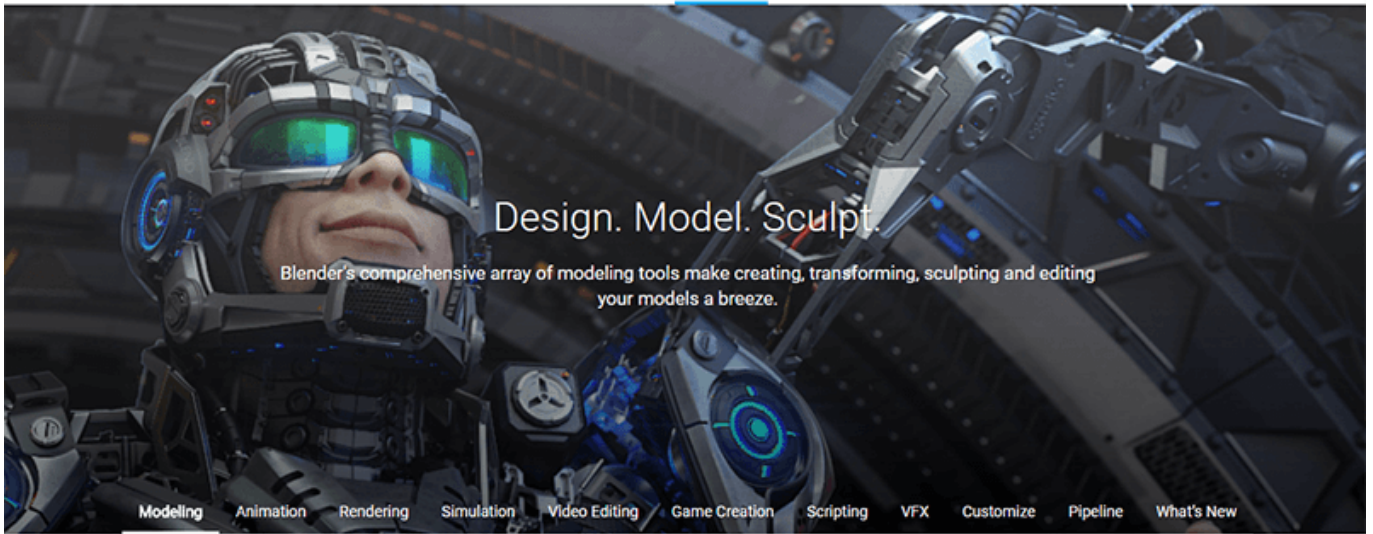 Design. Model. Sculpt.
Blender's comprehensive array of modeling tools make creating, transforming, sculpting and editing
your models a breeze.
Modeling Animation Rendering Simulation Video Editing Game Creation Scripting VFX Customize Pipeline What's New